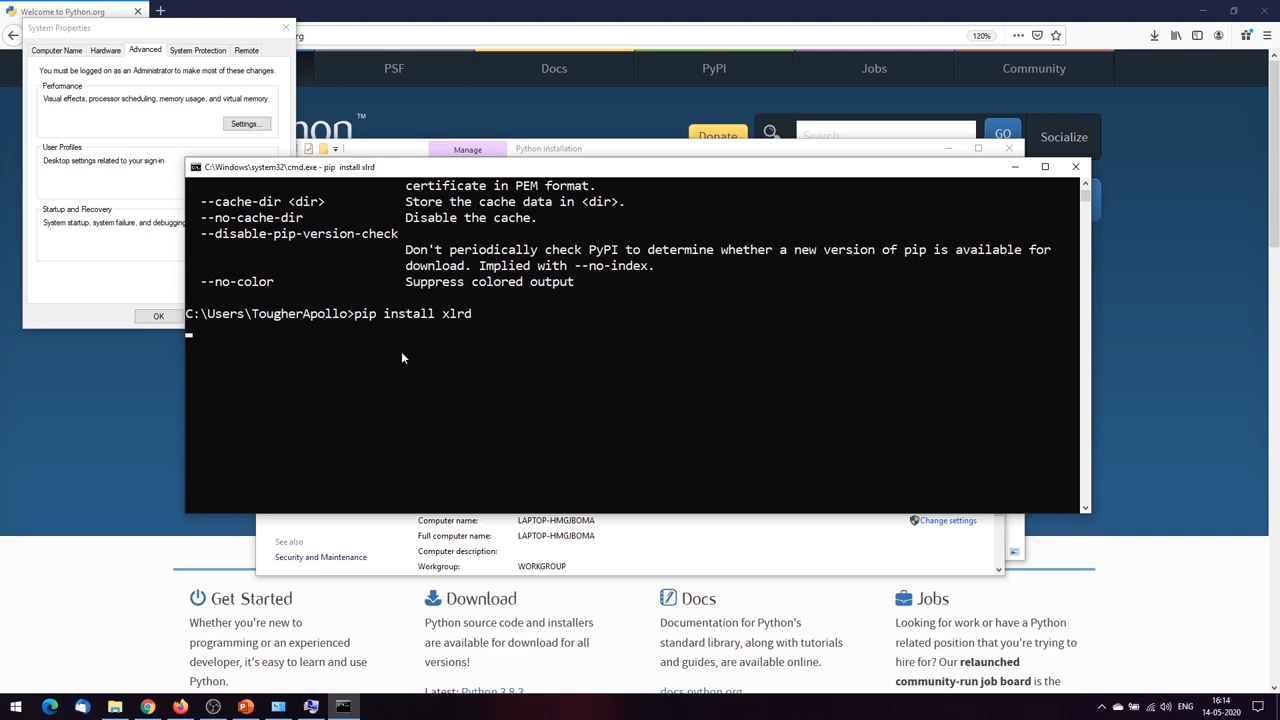 Welcome to Python.org
System Properties
rg
120%
Computer Name Hardware Advanced System Protection Remote
PSF Docs PyPI Jobs Community
You must be logged on as an Administrator to make most of these changes.
Performance
Visual effects, processor scheduling, memory usage, and virtual memory
Settings...
hon™
Donate Search GO Socialize
User Profiles
Desktop settings related to your sign-in
Manage Python Installation
C:\Windows\system32\cmd.exe - pip install xlrd
certificate in PEM format.
--cache-dir <dir> Store the cache data in <dir>.
--no-cache-dir Disable the cache.
--disable-pip-version-check
Don't periodically check PyPI to determine whether a new version of pip is available for
download. Implied with --no-index.
--no-color Suppress colored output
Startup and Recovery
System startup, system failure, and debugging
OK
C:\Users\TougherApollo>pip install xlrd
Computer name: LAPTOP-HMGJBOMA
Change settings
Full computer name: LAPTOP-HMGJBOMA
See also
Computer description:
Security and Maintenance
Workgroup: WORKGROUP
Get Started
Whether you're new to
programming or an experienced
developer, it's easy to learn and use
Python.
Download
Python source code and installers
are available for download for all
versions!
Latest: Python 3.8.3
Docs
Documentation for Python's
standard library, along with tutorials
and guides, are available online.
docs.python.org
Jobs
Looking for work or have a Python
related position that you're trying to
hire for? Our relaunched
community-run job board is the
ENG
16:14
14-05-2020